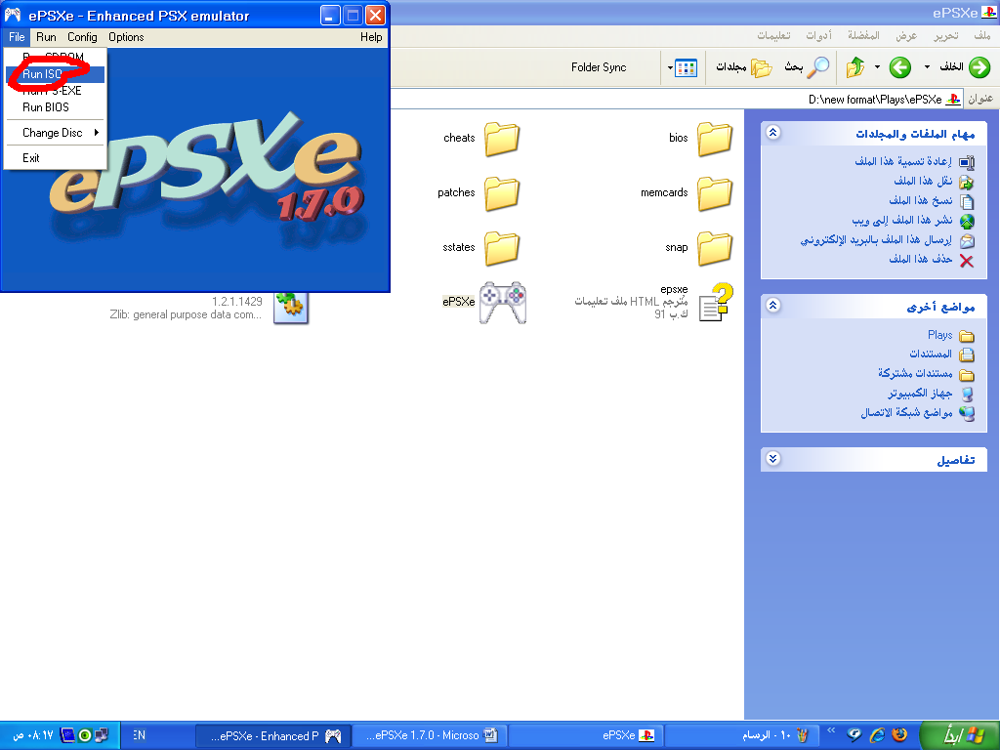 ePSXe - Enhanced PSX emulator
File Run Config Options Help
Run CDROM
Run ISO
Run PS-EXE
Run BIOS
Change Disc
Exit
ePSXe
1.7.0
ePSXe
ملف تحرير عرض المفضلة أدوات تعليمات
الخلف بحث مجلدات Folder Sync
عنوان D:\new format\Plays\ePSXe
مهام الملفات والمجلدات
إعادة تسمية هذا الملف
نقل هذا الملف
نسخ هذا الملف
نشر هذا الملف إلى ويب
إرسال هذا الملف بالبريد الإلكتروني
حذف هذا الملف
مواضع أخرى
Plays
المستندات
مستندات مشتركة
جهاز الكمبيوتر
مواضع شبكة الاتصال
تفاصيل
bios
cheats
memcards
patches
snap
sstates
epsxe
مُترجم HTML ملف تعليمات
91 ك.ب
ePSXe
1.2.1.1429
Zlib: general purpose data com...
ابدأ
١٠ - الرسام
ePSXe
...ePSXe 1.7.0 - Microso
...ePSXe - Enhanced P
EN
٠٨:١٧ ص